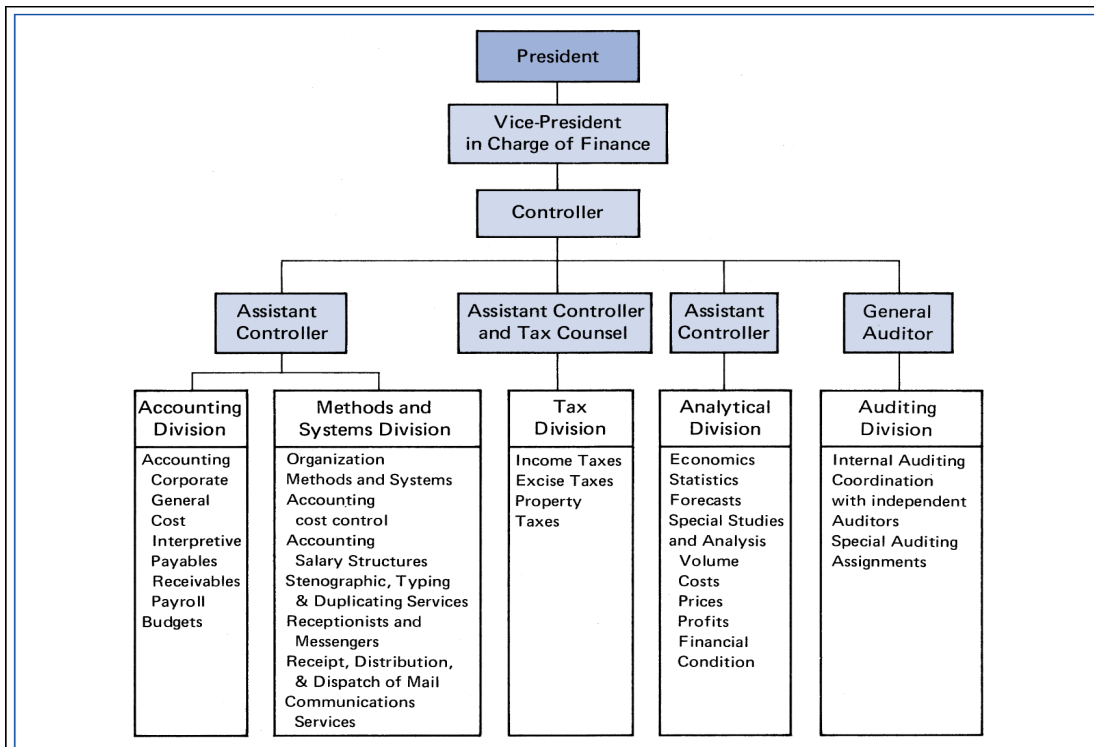 President
Vice-President
in Charge of Finance
Controller
Assistant
Controller
Assistant Controller
and Tax Counsel
Assistant
Controller
General
Auditor
Accounting
Division
Accounting
Corporate
General
Cost
Interpretive
Payables
Receivables
Payroll
Budgets
Methods and
Systems Division
Organization
Methods and Systems
Accounting
cost control
Accounting
Salary Structures
Stenographic, Typing
& Duplicating Services
Receptionists and
Messengers
Receipt, Distribution,
& Dispatch of Mail
Communications
Services
Tax
Division
Income Taxes
Excise Taxes
Property
Taxes
Analytical
Division
Economics
Statistics
Forecasts
Special Studies
and Analysis
Volume
Costs
Prices
Profits
Financial
Condition
Auditing
Division
Internal Auditing
Coordination
with independent
Auditors
Special Auditing
Assignments